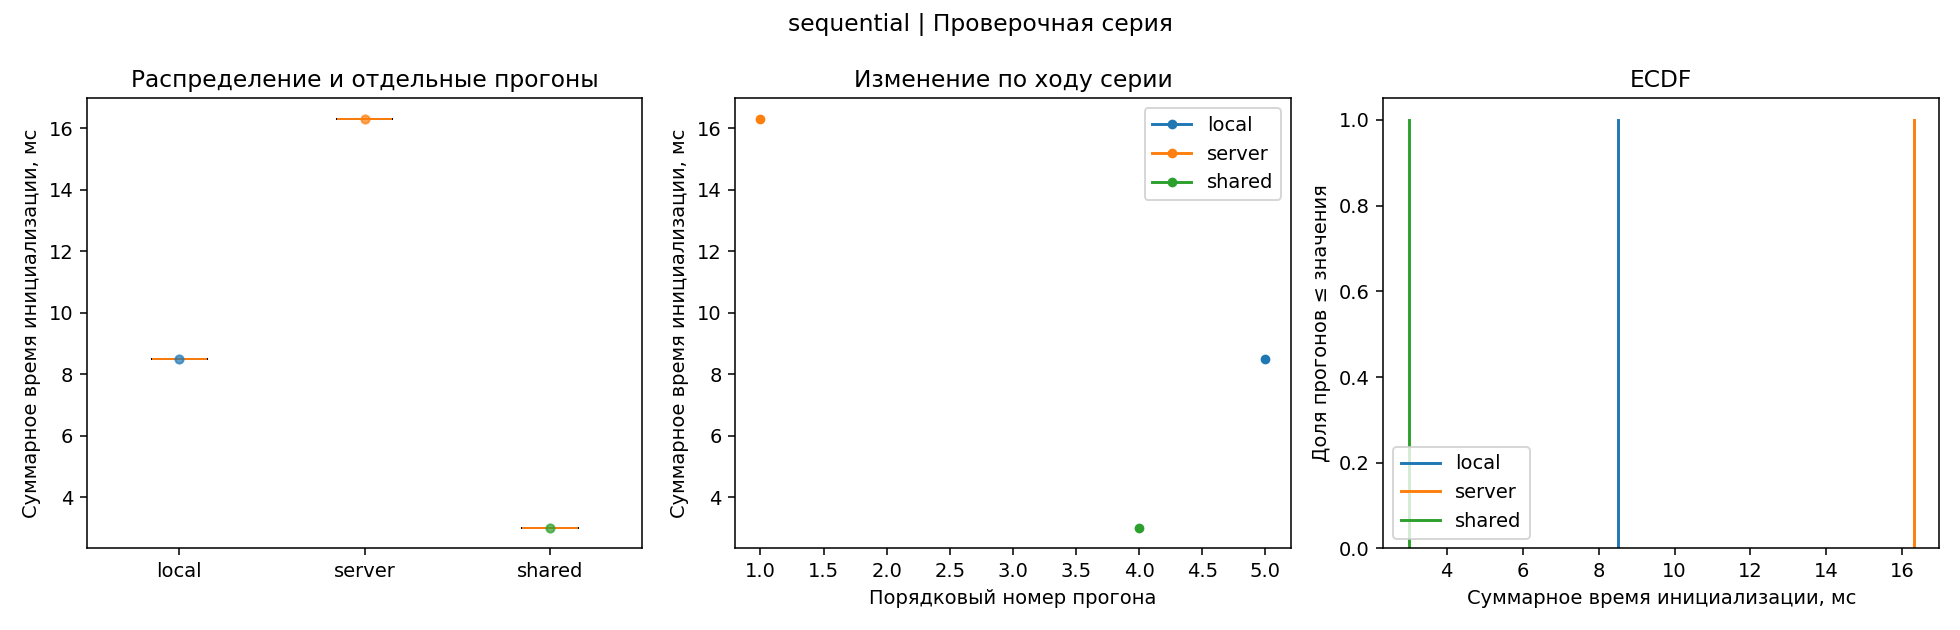 sequential | Проверочная серия
Распределение и отдельные прогоны
Суммарное время инициализации, мс
16
14
12
10
8
6
4
local
server
shared
Изменение по ходу серии
Суммарное время инициализации, мс
16
14
12
10
8
6
4
local
server
shared
1.0
1.5
2.0
2.5
3.0
3.5
4.0
4.5
5.0
Порядковый номер прогона
ECDF
Доля прогонов ≤ значения
1.0
0.8
0.6
0.4
0.2
0.0
local
server
shared
4
6
8
10
12
14
16
Суммарное время инициализации, мс